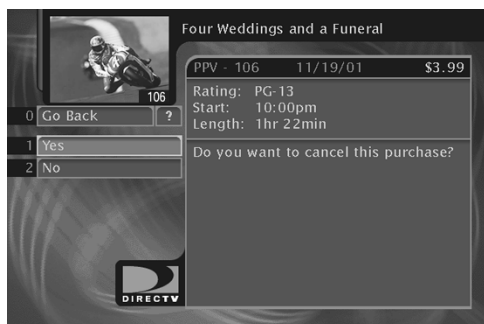 Four Weddings and a Funeral
106
0 Go Back ?
1 Yes
2 No
PPV - 106 11/19/01 $3.99
Rating: PG-13
Start: 10:00pm
Length: 1hr 22min
Do you want to cancel this purchase?
DIRECTV